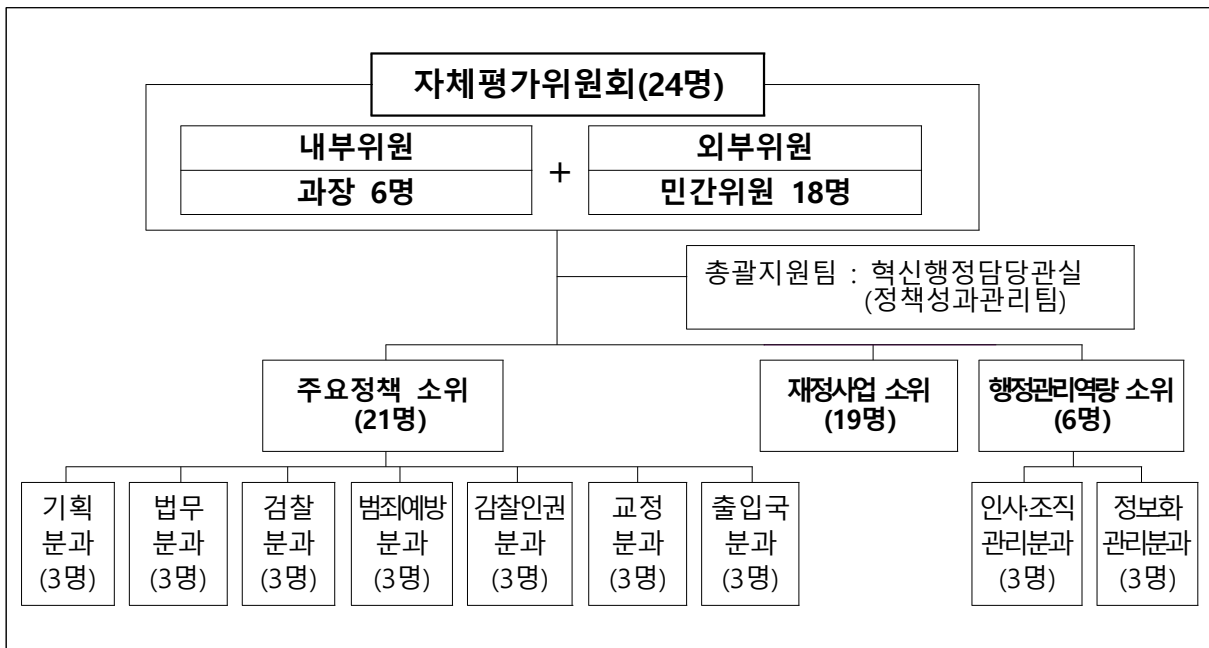 자체평가위원회(24명)
내부위원
과장 6명
+
외부위원
민간위원 18명
총괄지원팀 : 혁신행정담당관실
(정책성과관리팀)
주요정책 소위
(21명)
재정사업 소위
(19명)
행정관리역량 소위
(6명)
기획
분과
(3명)
법무
분과
(3명)
검찰
분과
(3명)
범죄예방
분과
(3명)
감찰인권
분과
(3명)
교정
분과
(3명)
출입국
분과
(3명)
인사·조직
관리분과
(3명)
정보화
관리분과
(3명)